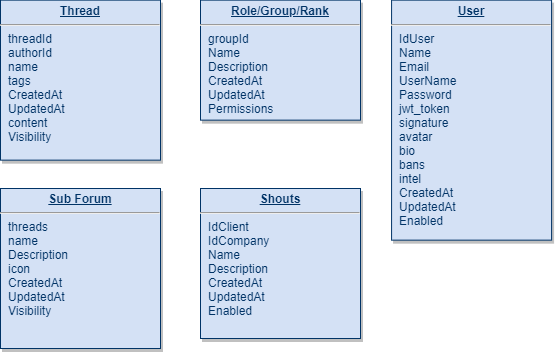 Thread
threadId
authorId
name
tags
CreatedAt
UpdatedAt
content
Visibility
Role/Group/Rank
groupId
Name
Description
CreatedAt
UpdatedAt
Permissions
User
IdUser
Name
Email
UserName
Password
jwt_token
signature
avatar
bio
bans
intel
CreatedAt
UpdatedAt
Enabled
Sub Forum
threads
name
Description
icon
CreatedAt
UpdatedAt
Visibility
Shouts
IdClient
IdCompany
Name
Description
CreatedAt
UpdatedAt
Enabled